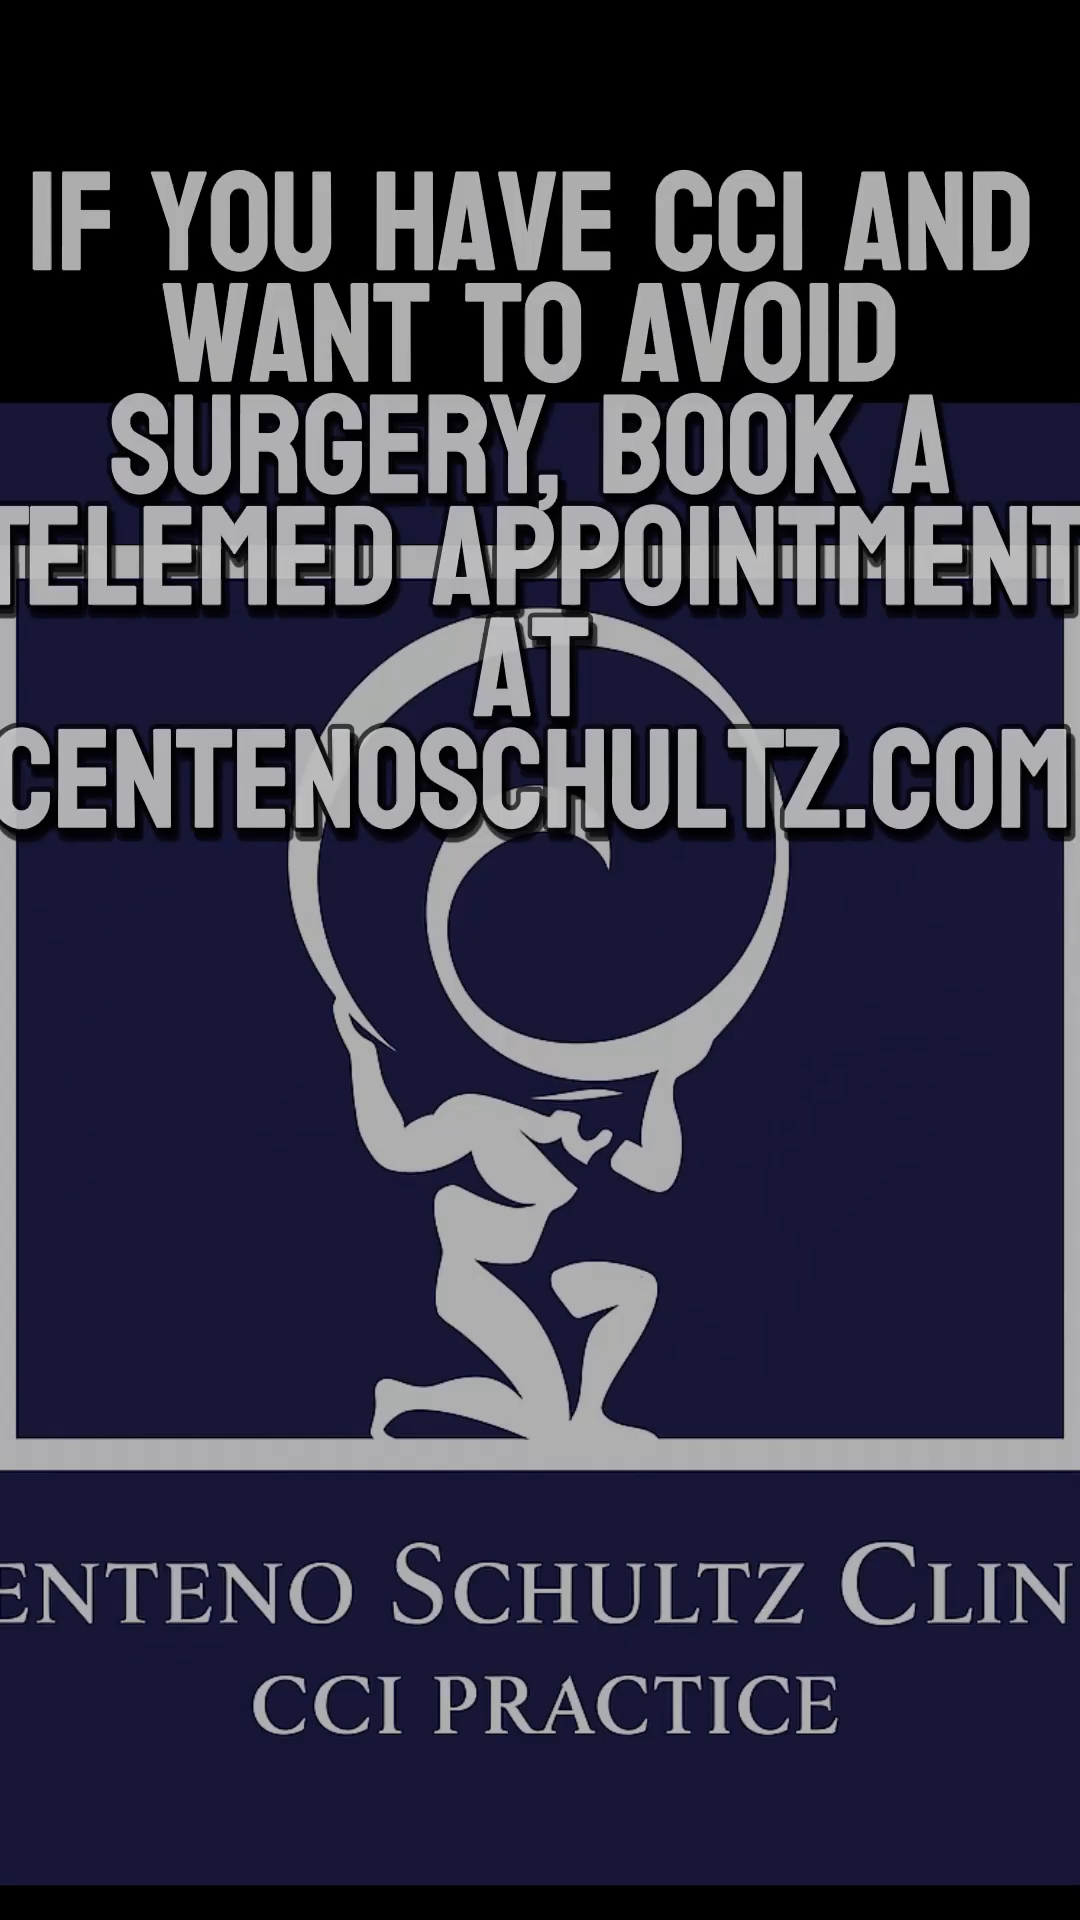 IF YOU HAVE CCI AND
WANT TO AVOID
SURGERY, BOOK A
TELEMED APPOINTMENT
AT
CENTENOSCHULTZ.COM
ENTENO SCHULTZ CLIN
CCI PRACTICE